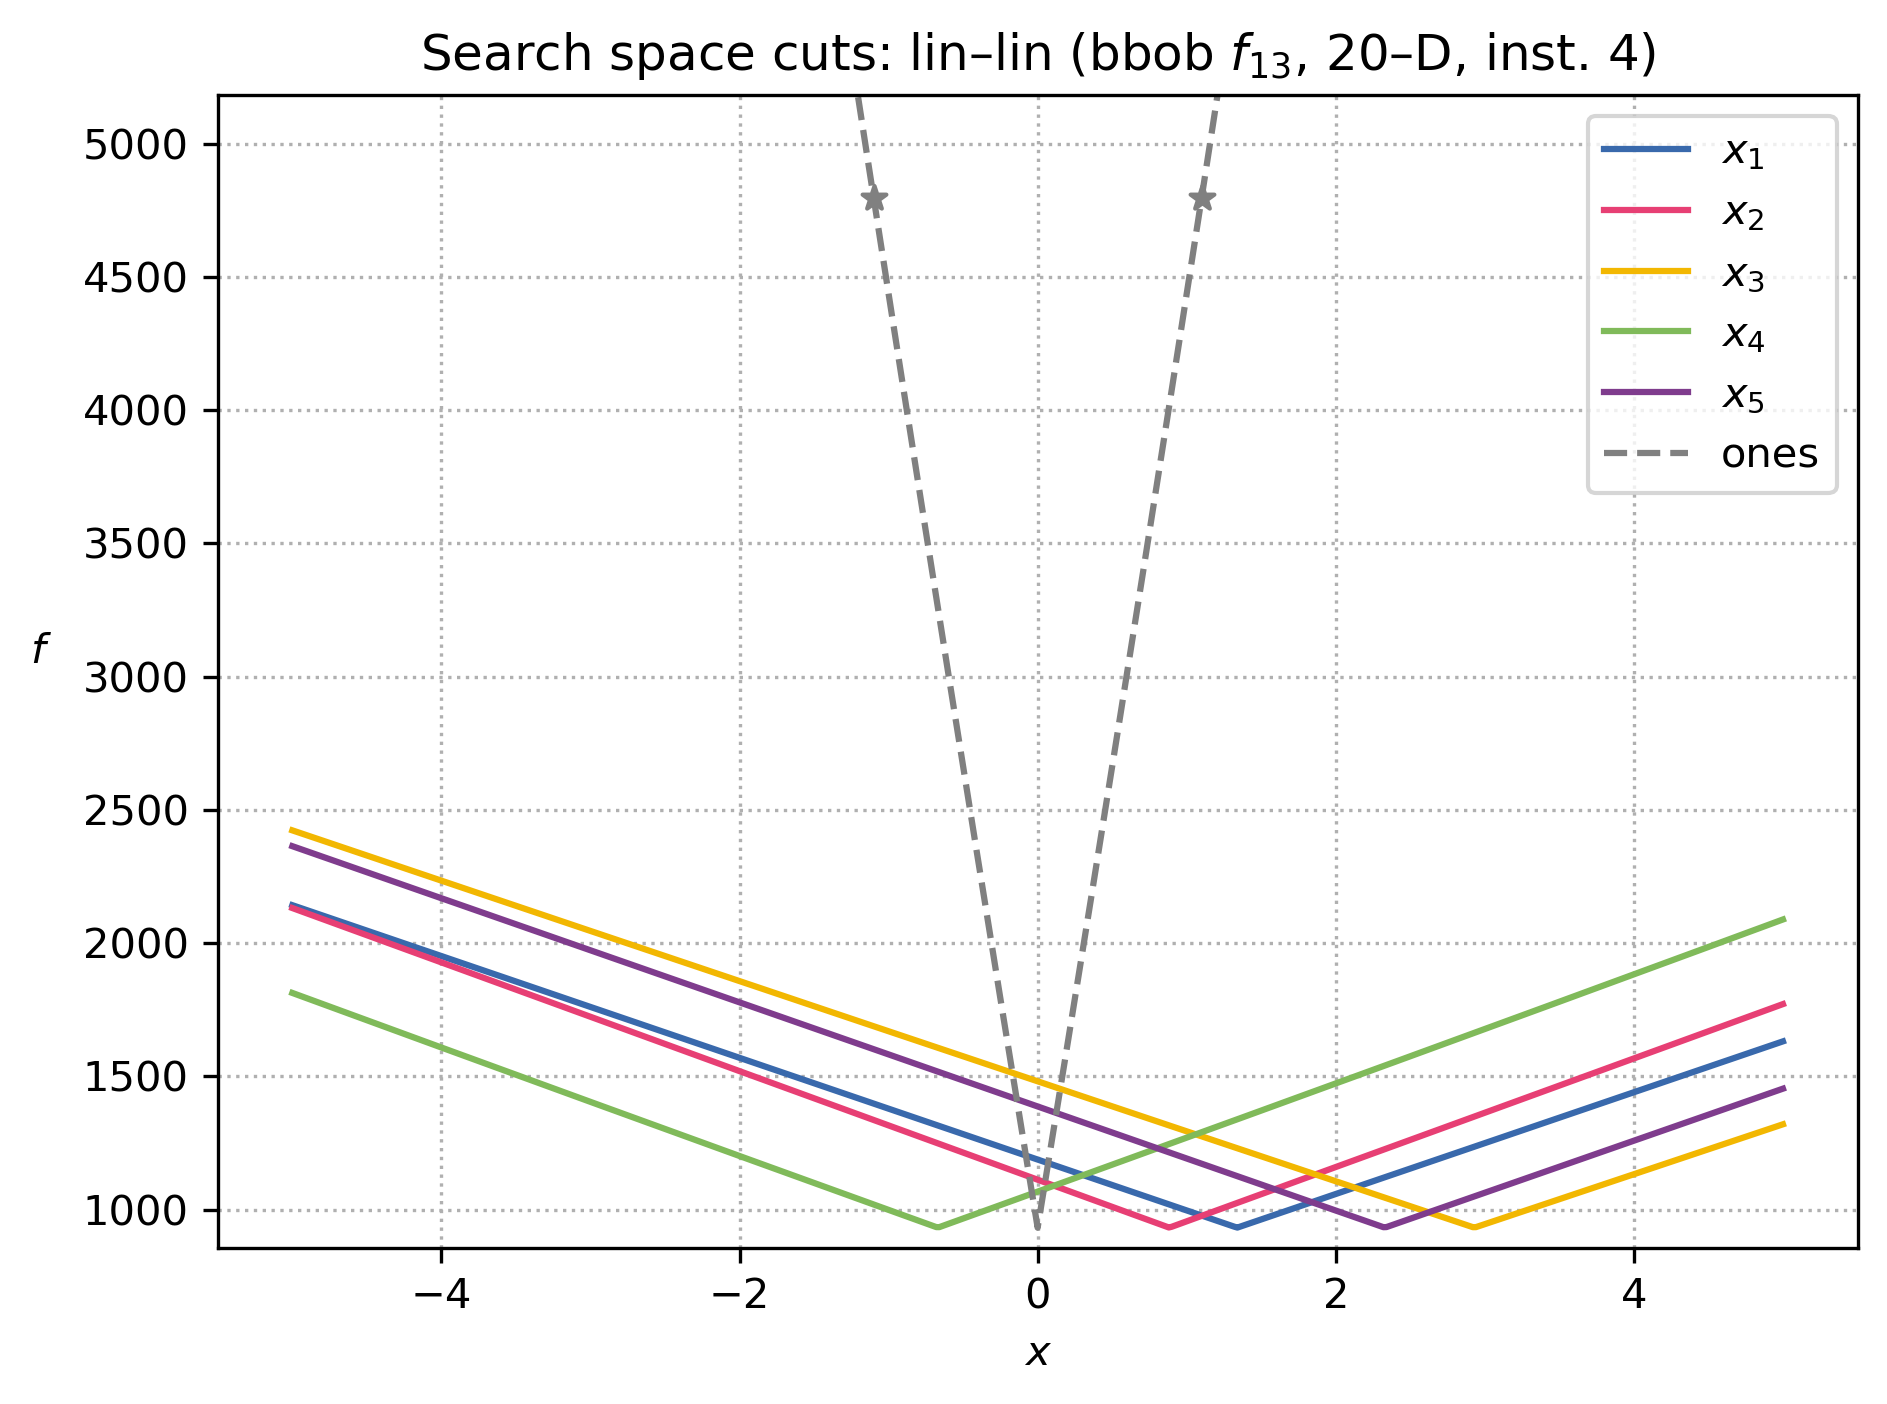 Search space cuts: lin–lin (bbob f₁₃, 20–D, inst. 4)
5000
4500
4000
3500
3000
2500
2000
1500
1000
f
−4
−2
0
2
4
x
x₁
x₂
x₃
x₄
x₅
ones